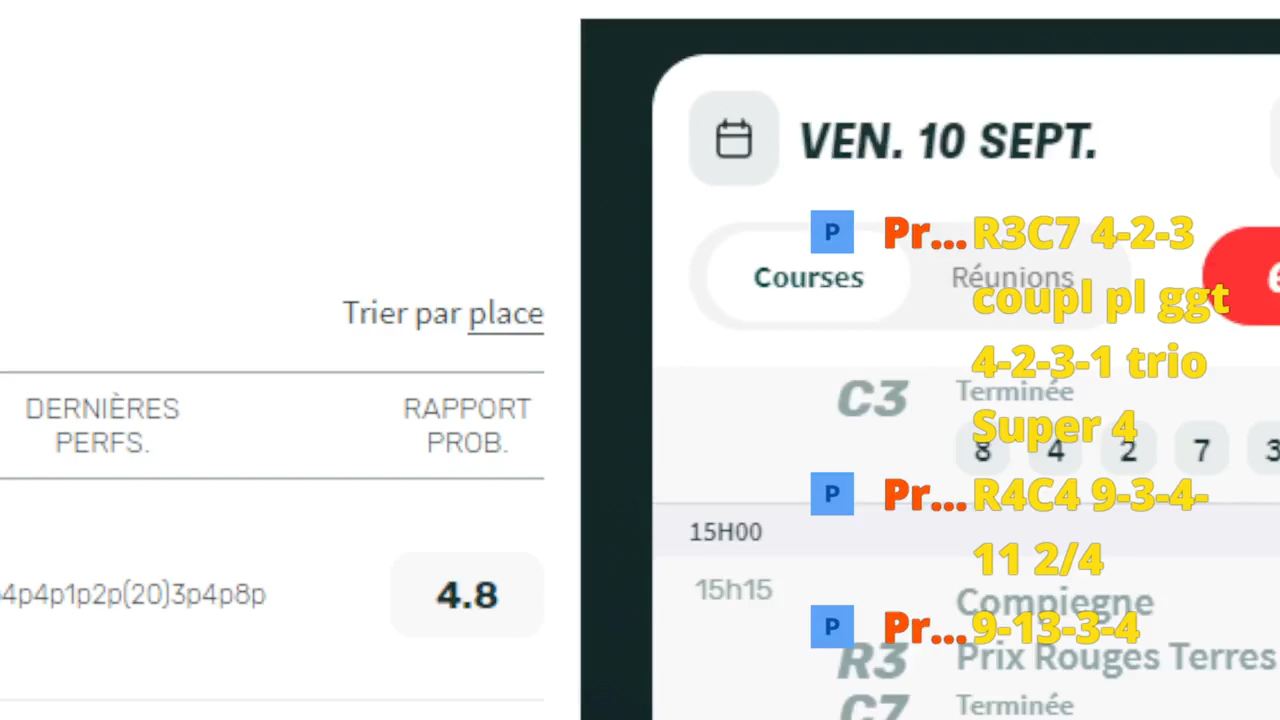 VEN. 10 SEPT.
P Pr... R3C7 4-2-3
Courses Réunions
coupl pl ggt
Trier par place
4-2-3-1 trio
C3 Terminée
DERNIÈRES RAPPORT
PERFS. PROB.
Super 4
8 4 2 7 3
P Pr... R4C4 9-3-4-
15H00
11 2/4
15h15
4p4p1p2p(20)3p4p8p 4.8
Compiegne
P Pr... 9-13-3-4
R3 Prix Rouges Terres
C7 Terminée